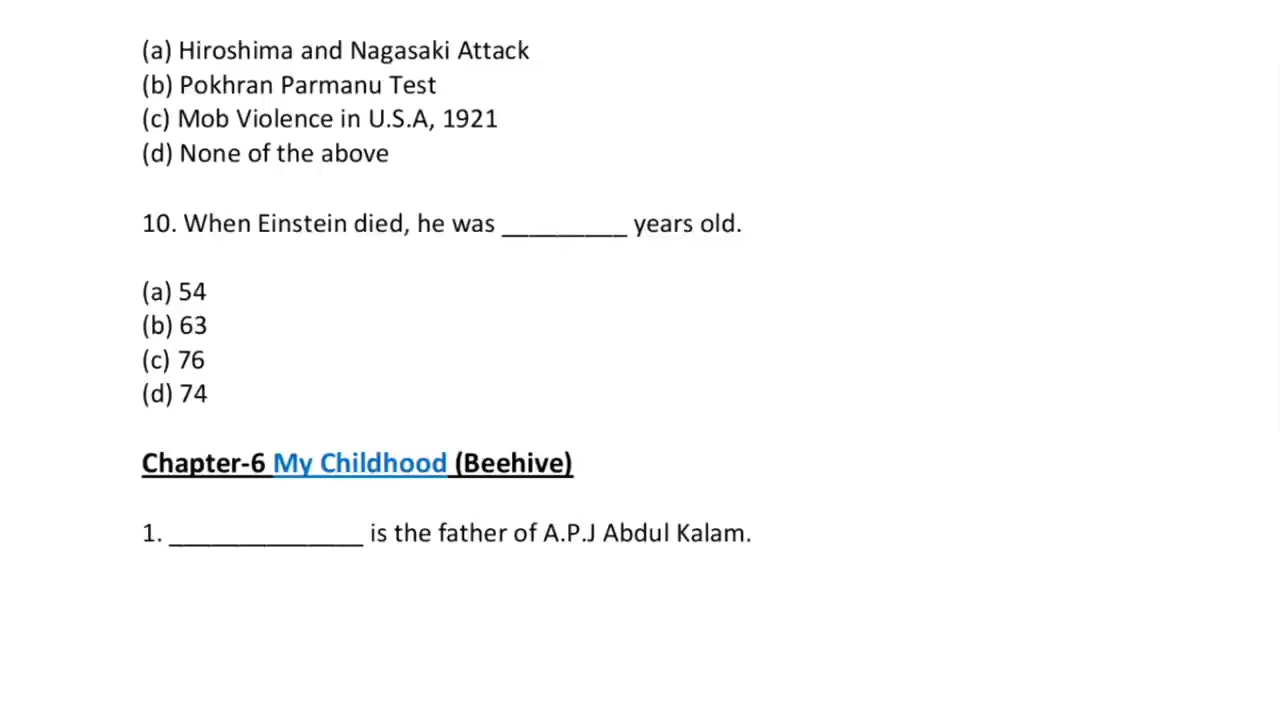 (a) Hiroshima and Nagasaki Attack
(b) Pokhran Parmanu Test
(c) Mob Violence in U.S.A, 1921
(d) None of the above
10. When Einstein died, he was _________ years old.
(a) 54
(b) 63
(c) 76
(d) 74
Chapter-6 My Childhood (Beehive)
1. ______________ is the father of A.P.J Abdul Kalam.